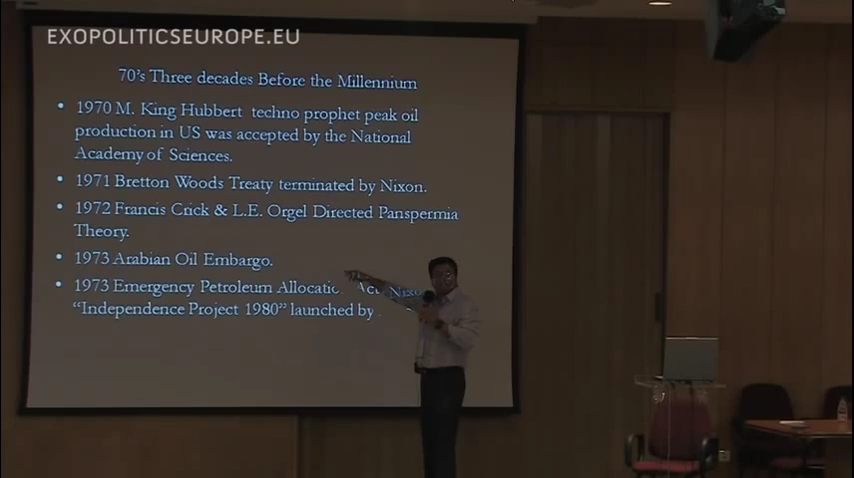 EXOPOLITICSEUROPE.EU
70's Three decades Before the Millennium
• 1970 M. King Hubbert techno prophet peak oil
production in US was accepted by the National
Academy of Sciences.
• 1971 Bretton Woods Treaty terminated by Nixon.
• 1972 Francis Crick & L.E. Orgel Directed Panspermia
Theory.
• 1973 Arabian Oil Embargo.
• 1973 Emergency Petroleum Act
"Independence Project 1980" launched by